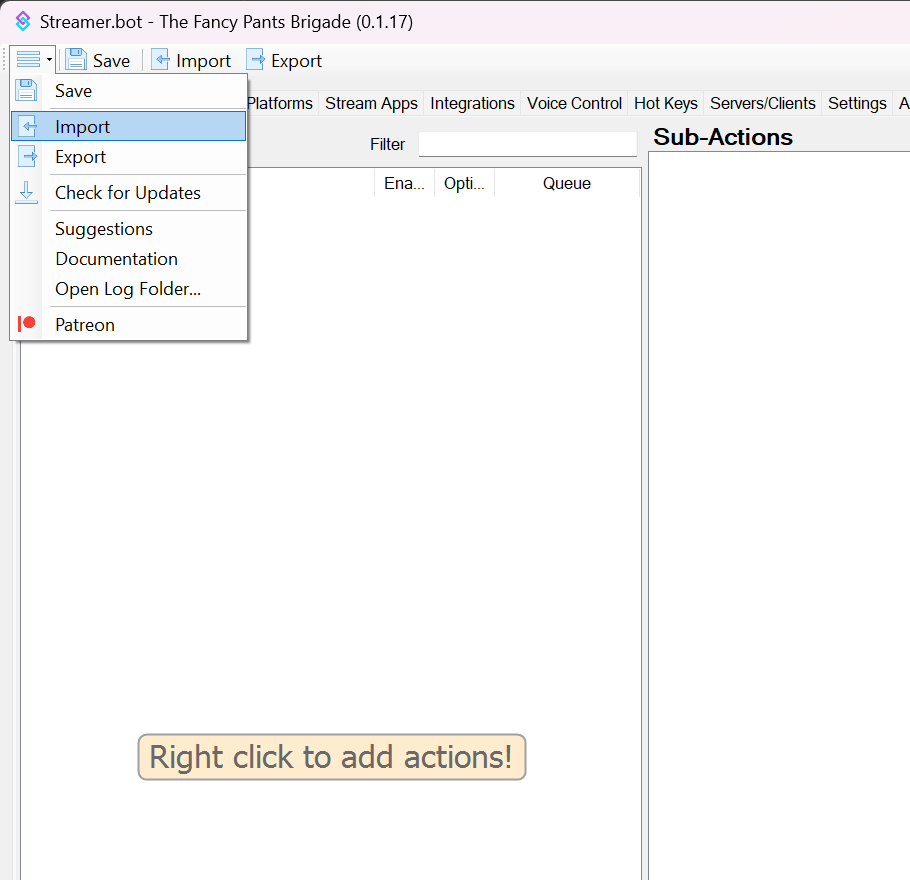 Streamer.bot - The Fancy Pants Brigade (0.1.17)
Save Import Export
Save
Import
Export
Check for Updates
Suggestions
Documentation
Open Log Folder...
Patreon
Platforms Stream Apps Integrations Voice Control Hot Keys Servers/Clients Settings A
Filter
Ena... Opti... Queue
Right click to add actions!
Sub-Actions